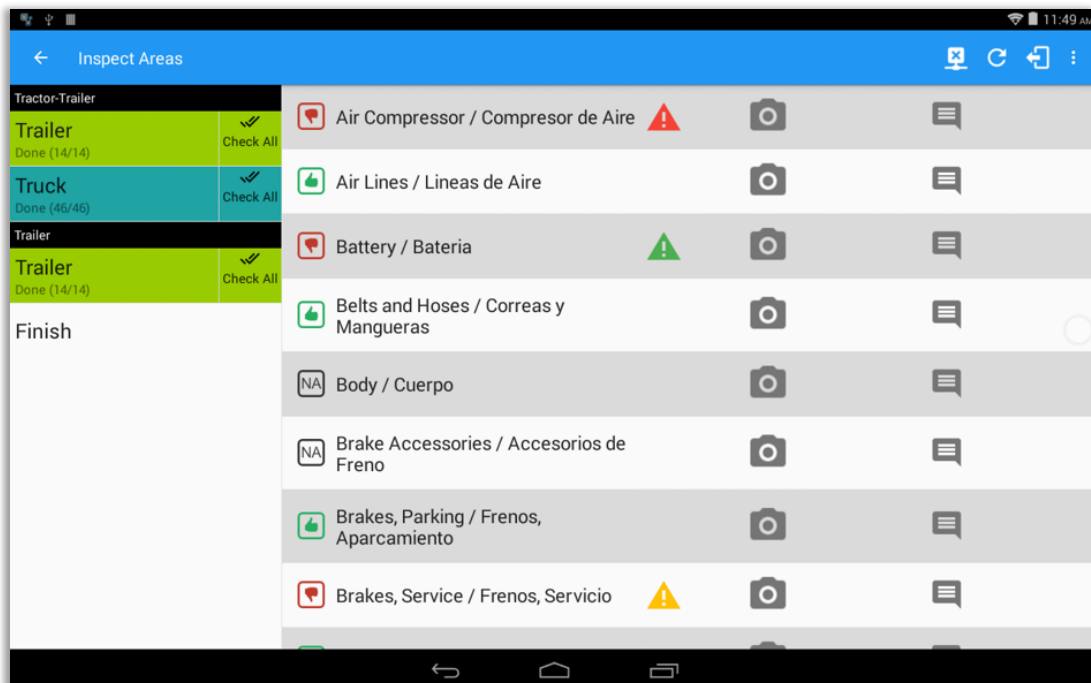 11:49 AM
Inspect Areas
Tractor-Trailer
Trailer
Done (14/14)
Check All
Truck
Done (46/46)
Check All
Trailer
Trailer
Done (14/14)
Check All
Finish
Air Compressor / Compresor de Aire
Air Lines / Lineas de Aire
Battery / Bateria
Belts and Hoses / Correas y
Mangueras
NA
Body / Cuerpo
NA
Brake Accessories / Accesorios de
Freno
Brakes, Parking / Frenos,
Aparcamiento
Brakes, Service / Frenos, Servicio